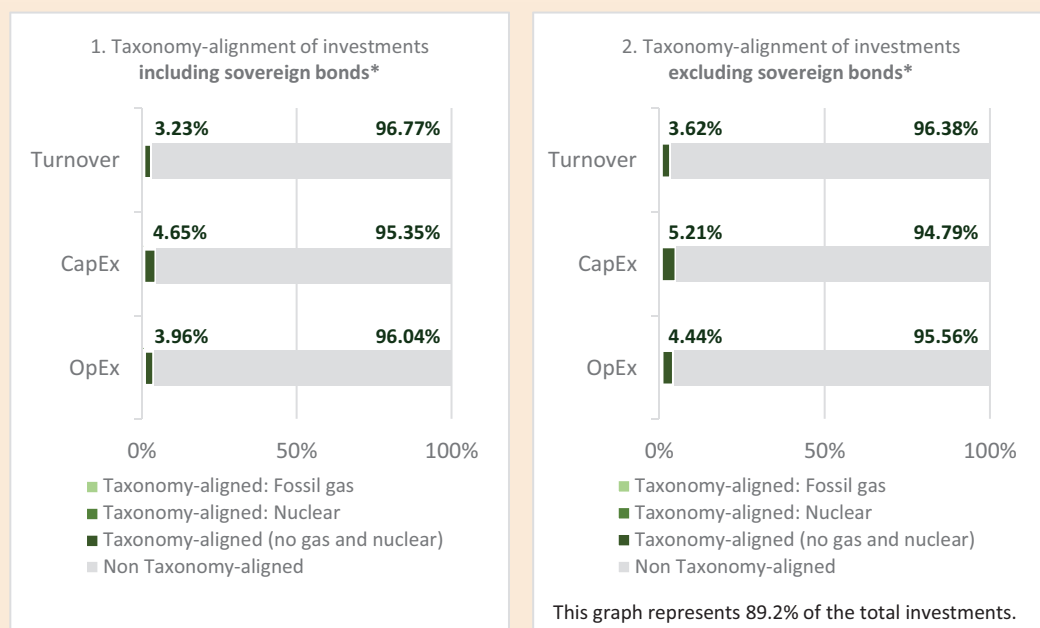 1. Taxonomy-alignment of investments
including sovereign bonds*
3.23% 96.77%
Turnover
4.65% 95.35%
CapEx
3.96% 96.04%
OpEx
0% 50% 100%
Taxonomy-aligned: Fossil gas
Taxonomy-aligned: Nuclear
Taxonomy-aligned (no gas and nuclear)
Non Taxonomy-aligned
2. Taxonomy-alignment of investments
excluding sovereign bonds*
3.62% 96.38%
Turnover
5.21% 94.79%
CapEx
4.44% 95.56%
OpEx
0% 50% 100%
Taxonomy-aligned: Fossil gas
Taxonomy-aligned: Nuclear
Taxonomy-aligned (no gas and nuclear)
Non Taxonomy-aligned
This graph represents 89.2% of the total investments.